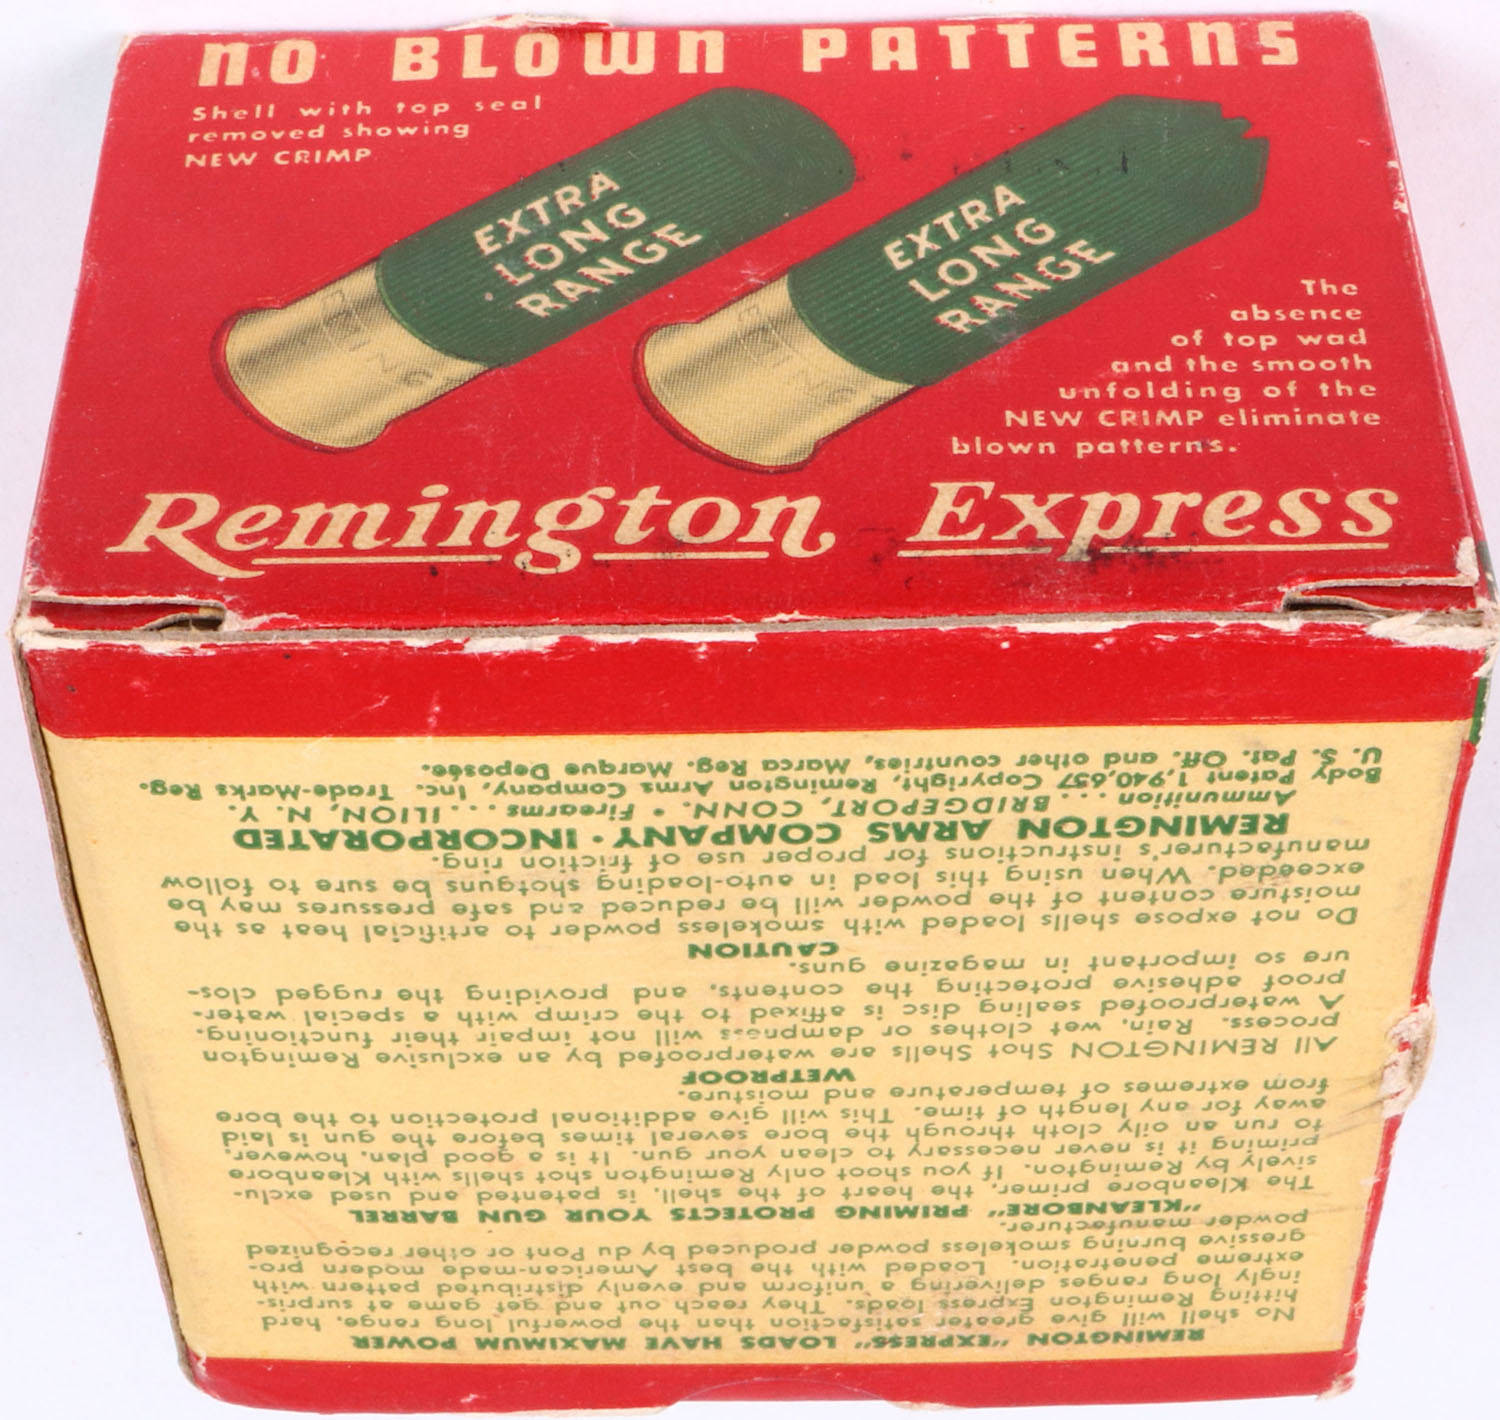 NO BLOWN PATTERNS
Shell with top seal
removed showing
NEW CRIMP
EXTRA
LONG
RANGE
EXTRA
LONG
RANGE
The
absence
of top wad
and the smooth
unfolding of the
NEW CRIMP eliminate
blown patterns.
Remington Express
REMINGTON "EXPRESS" LOADS HAVE MAXIMUM POWER
No shell will give greater satisfaction than the powerful, long range, hard
hitting Remington Express loads. They reach out and get game at surpris-
ingly long ranges delivering a uniform and evenly distributed pattern with
extreme penetration. Loaded with the best American-made modern pro-
gressive burning smokeless powder produced by du Pont or other recognized
powder manufacturer.
"KLEANBORE" PRIMING PROTECTS YOUR GUN BARREL
The Kleanbore primer, the heart of the shell, is patented and used exclu-
sively by Remington. If you shoot only Remington shot shells with Kleanbore
priming it is never necessary to clean your gun. It is a good plan, however,
to run an oily cloth through the bore several times before the gun is laid
away for any length of time. This will give additional protection to the bore
from extremes of temperature and moisture.
WETPROOF
All REMINGTON Shot Shells are waterproofed by an exclusive Remington
process. Rain, wet clothes or dampness will not impair their functioning.
A waterproofed sealing disc is affixed to the crimp with a special water-
proof adhesive protecting the contents, and providing the rugged clos-
ure so important in magazine guns.
CAUTION
Do not expose shells loaded with smokeless powder to artificial heat as the
moisture content of the powder will be reduced and safe pressures may be
exceeded. When using this load in auto-loading shotguns be sure to follow
manufacturer's instructions for proper use of friction ring.
REMINGTON ARMS COMPANY · INCORPORATED
Ammunition .... BRIDGEPORT, CONN. • Firearms .... ILION, N. Y.
Body Patent 1,940,657 Copyright, Remington Arms Company, Inc. Trade-Marks Reg.
U. S. Pat. Off. and other countries, Marca Reg. Marque Deposée.